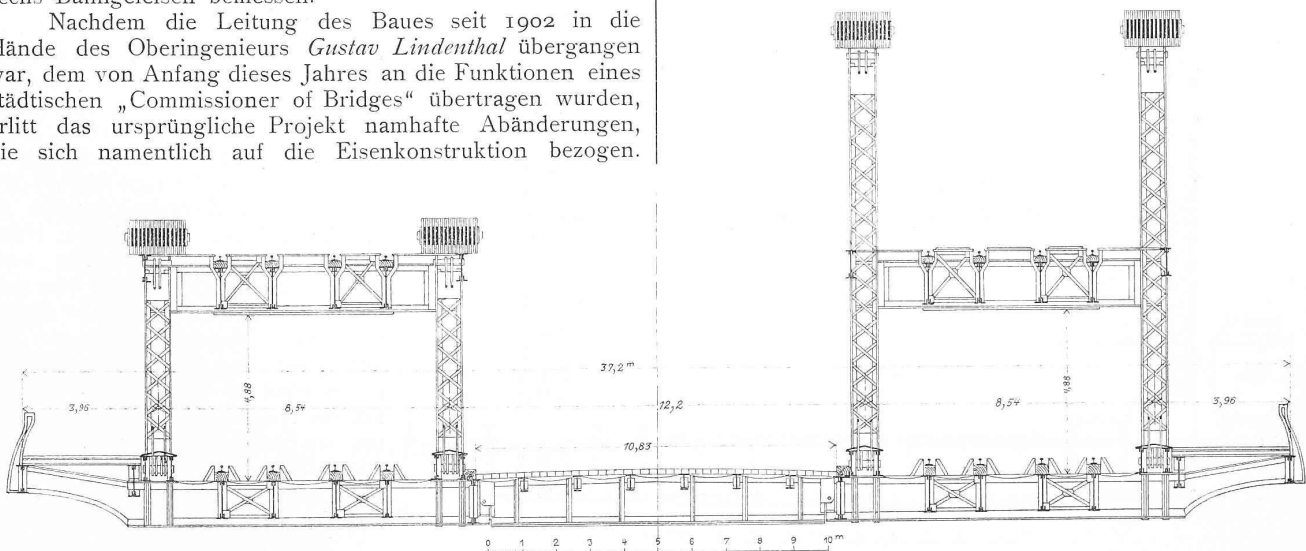 Nachdem die Leitung des Baues seit 1902 in die
Hände des Oberingenieurs Gustav Lindenthal übergangen
war, dem von Anfang dieses Jahres an die Funktionen eines
städtischen „Commissioner of Bridges“ übertragen wurden,
erlitt das ursprüngliche Projekt namhafte Abänderungen,
die sich namentlich auf die Eisenkonstruktion bezogen.
37,2 m
3,96 4,88 8,54 12,2 8,54 4,88 3,96
10,83
0 1 2 3 4 5 6 7 8 9 10 m